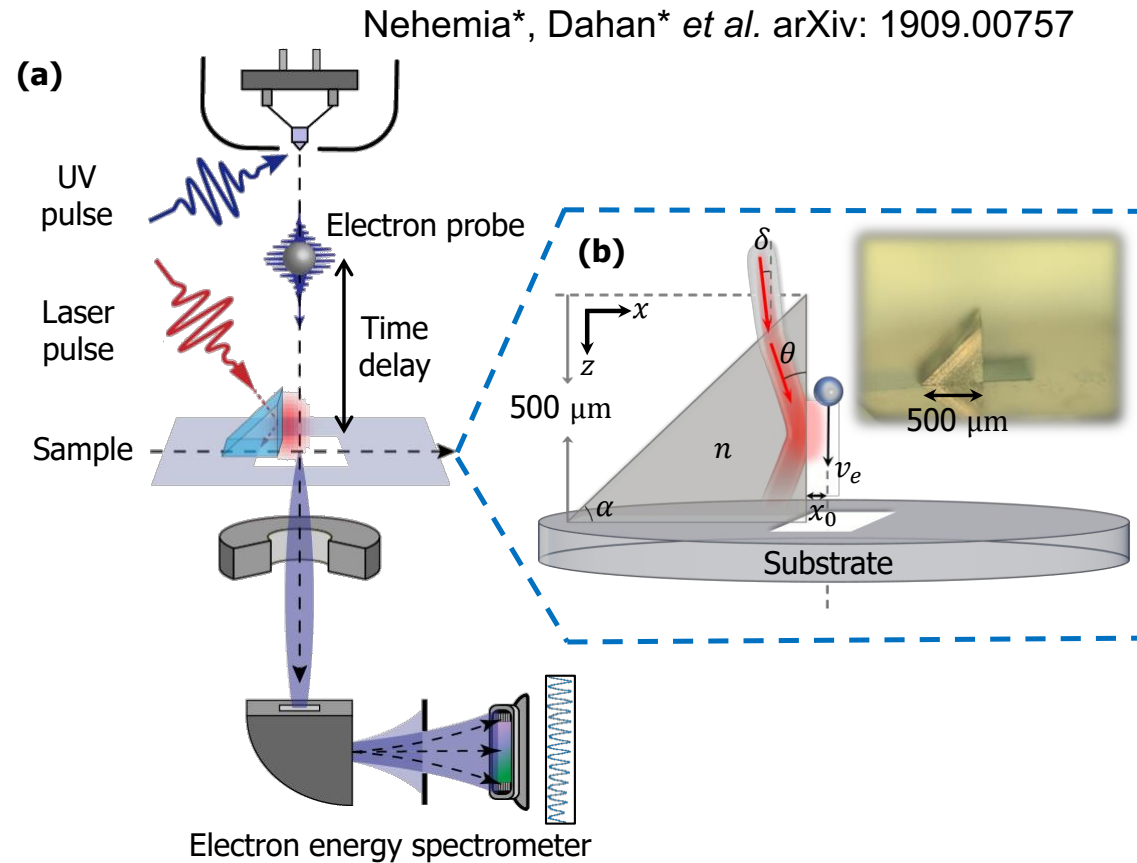 Nehemia*, Dahan* et al. arXiv: 1909.00757
(a)
UV
pulse
Electron probe
Laser
pulse
Time
delay
Sample
Electron energy spectrometer
(b)
δ
x
z
θ
500 μm
n
v_e
α
x_0
Substrate
500 μm